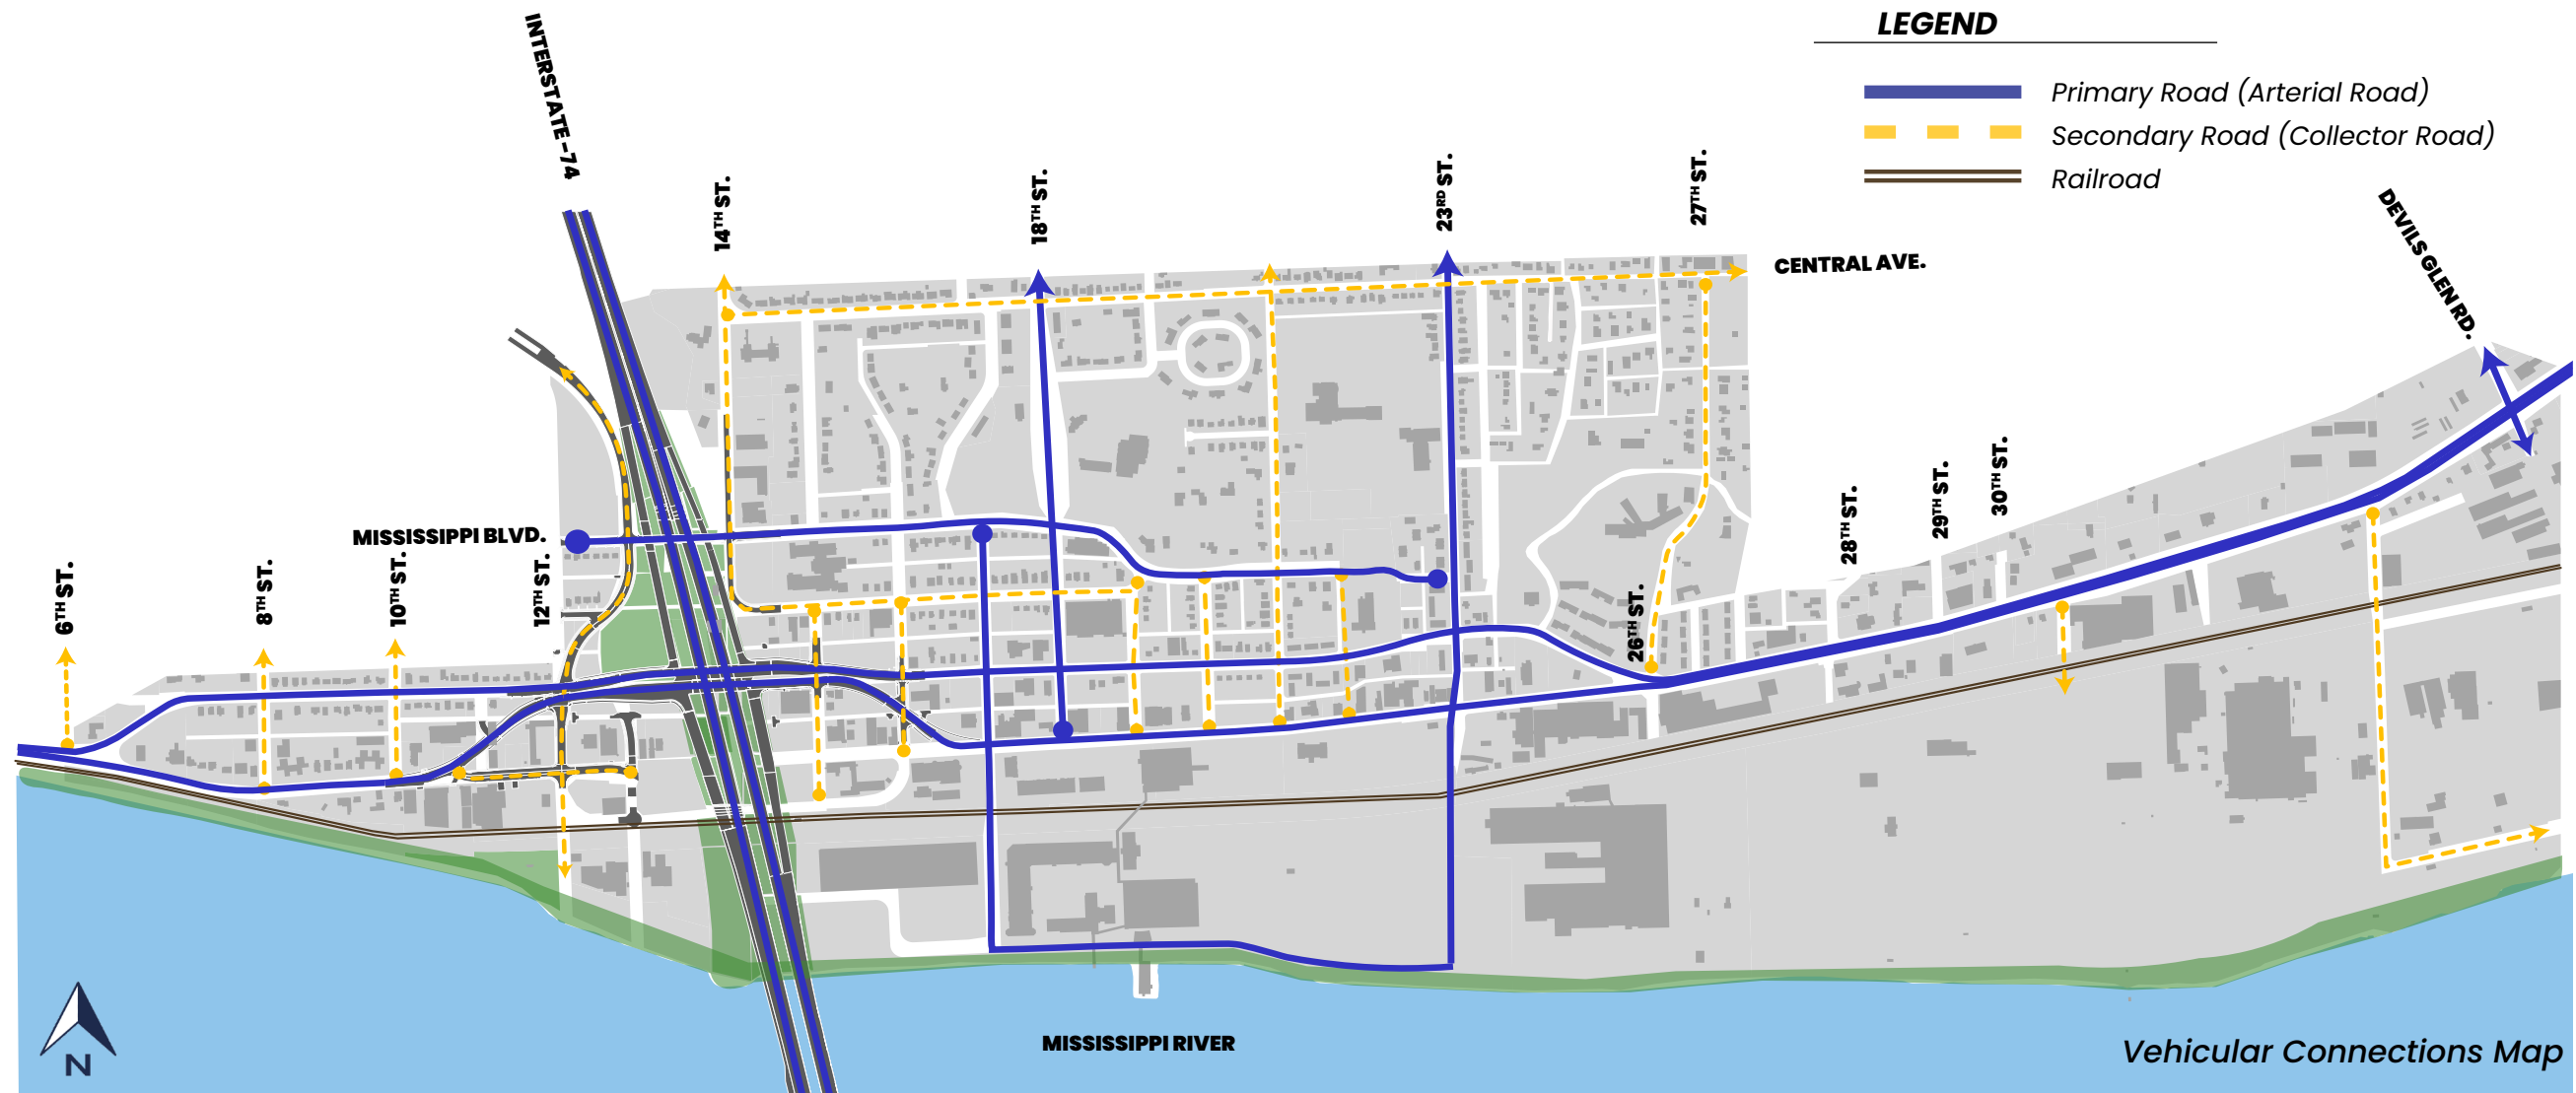 LEGEND
Primary Road (Arterial Road)
Secondary Road (Collector Road)
Railroad
INTERSTATE-74
14TH ST.
18TH ST.
23RD ST.
27TH ST.
CENTRAL AVE.
DEVILS GLEN RD.
MISSISSIPPI BLVD.
6TH ST.
8TH ST.
10TH ST.
12TH ST.
26TH ST.
28TH ST.
29TH ST.
30TH ST.
MISSISSIPPI RIVER
N
Vehicular Connections Map